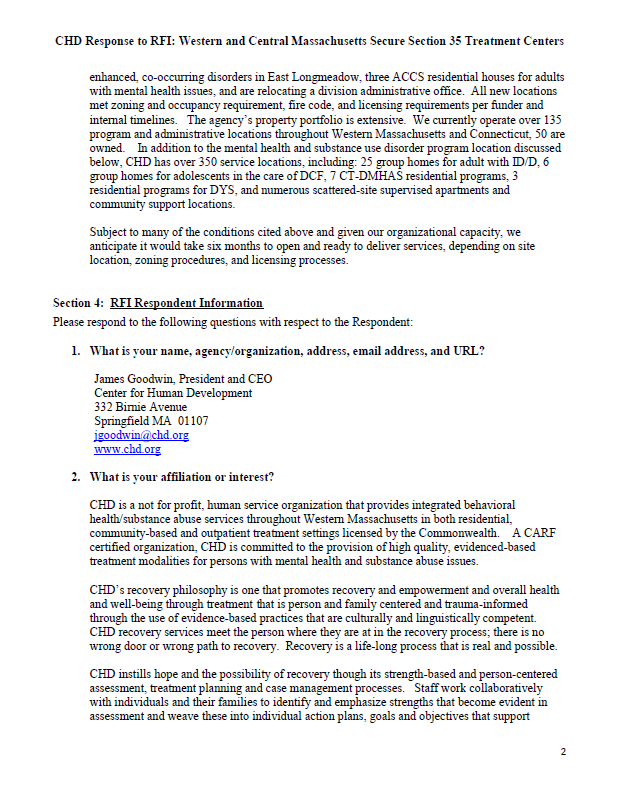 CHD Response to RFI: Western and Central Massachusetts Secure Section 35 Treatment Centers
enhanced, co-occurring disorders in East Longmeadow, three ACCS residential houses for adults
with mental health issues, and are relocating a division administrative office.  All new locations
met zoning and occupancy requirement, fire code, and licensing requirements per funder and
internal timelines.   The agency's property portfolio is extensive.  We currently operate over 135
program and administrative locations throughout Western Massachusetts and Connecticut, 50 are
owned.    In addition to the mental health and substance use disorder program location discussed
below, CHD has over 350 service locations, including: 25 group homes for adult with ID/D, 6
group homes for adolescents in the care of DCF, 7 CT-DMHAS residential programs, 3
residential programs for DYS, and numerous scattered-site supervised apartments and
community support locations.
Subject to many of the conditions cited above and given our organizational capacity, we
anticipate it would take six months to open and ready to deliver services, depending on site
location, zoning procedures, and licensing processes.
Section 4:  RFI Respondent Information
Please respond to the following questions with respect to the Respondent:
1.  What is your name, agency/organization, address, email address, and URL?
James Goodwin, President and CEO
Center for Human Development
332 Birnie Avenue
Springfield MA  01107
jgoodwin@chd.org
www.chd.org
2.  What is your affiliation or interest?
CHD is a not for profit, human service organization that provides integrated behavioral
health/substance abuse services throughout Western Massachusetts in both residential,
community-based and outpatient treatment settings licensed by the Commonwealth.    A CARF
certified organization, CHD is committed to the provision of high quality, evidenced-based
treatment modalities for persons with mental health and substance abuse issues.
CHD's recovery philosophy is one that promotes recovery and empowerment and overall health
and well-being through treatment that is person and family centered and trauma-informed
through the use of evidence-based practices that are culturally and linguistically competent.
CHD recovery services meet the person where they are at in the recovery process; there is no
wrong door or wrong path to recovery.  Recovery is a life-long process that is real and possible.
CHD instills hope and the possibility of recovery though its strength-based and person-centered
assessment, treatment planning and case management processes.   Staff work collaboratively
with individuals and their families to identify and emphasize strengths that become evident in
assessment and weave these into individual action plans, goals and objectives that support
2